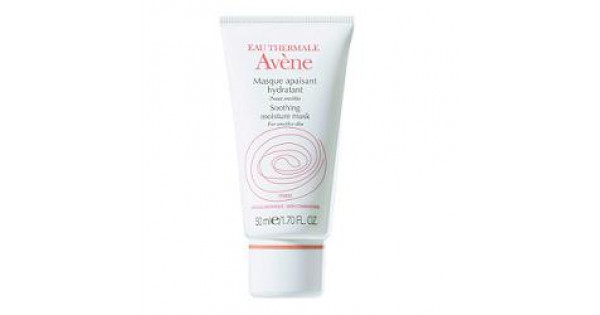 EAU THERMALE
Avène
Masque apaisant
hydratant
Peaux sensibles
Soothing
moisture mask
For sensitive skin
50 ml e/1.70 FL. OZ.